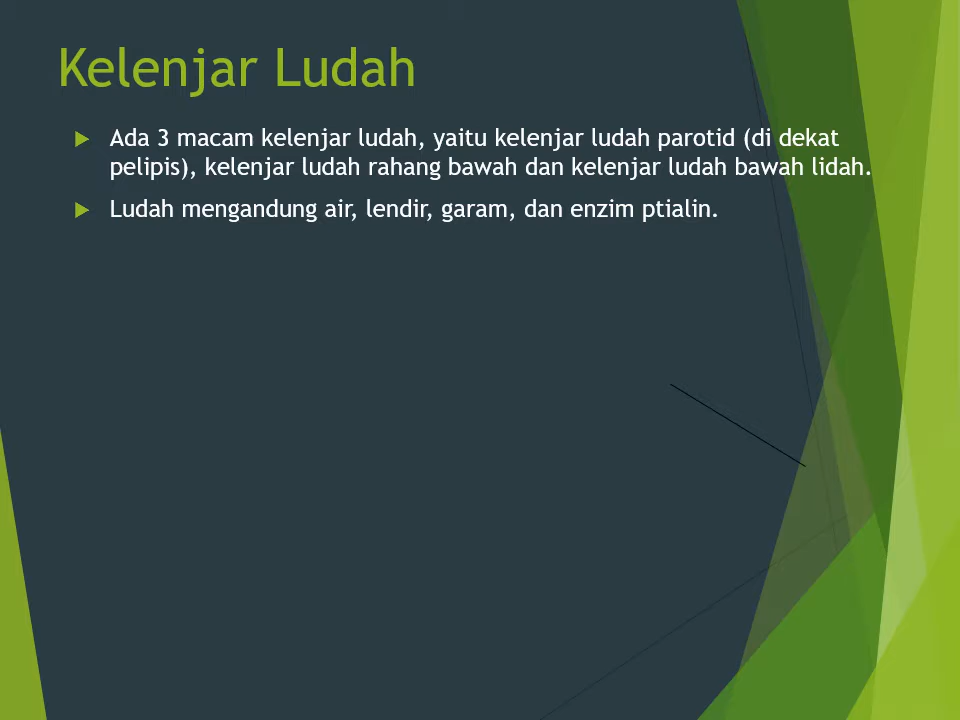 Kelenjar Ludah
Ada 3 macam kelenjar ludah, yaitu kelenjar ludah parotid (di dekat
pelipis), kelenjar ludah rahang bawah dan kelenjar ludah bawah lidah.
Ludah mengandung air, lendir, garam, dan enzim ptialin.